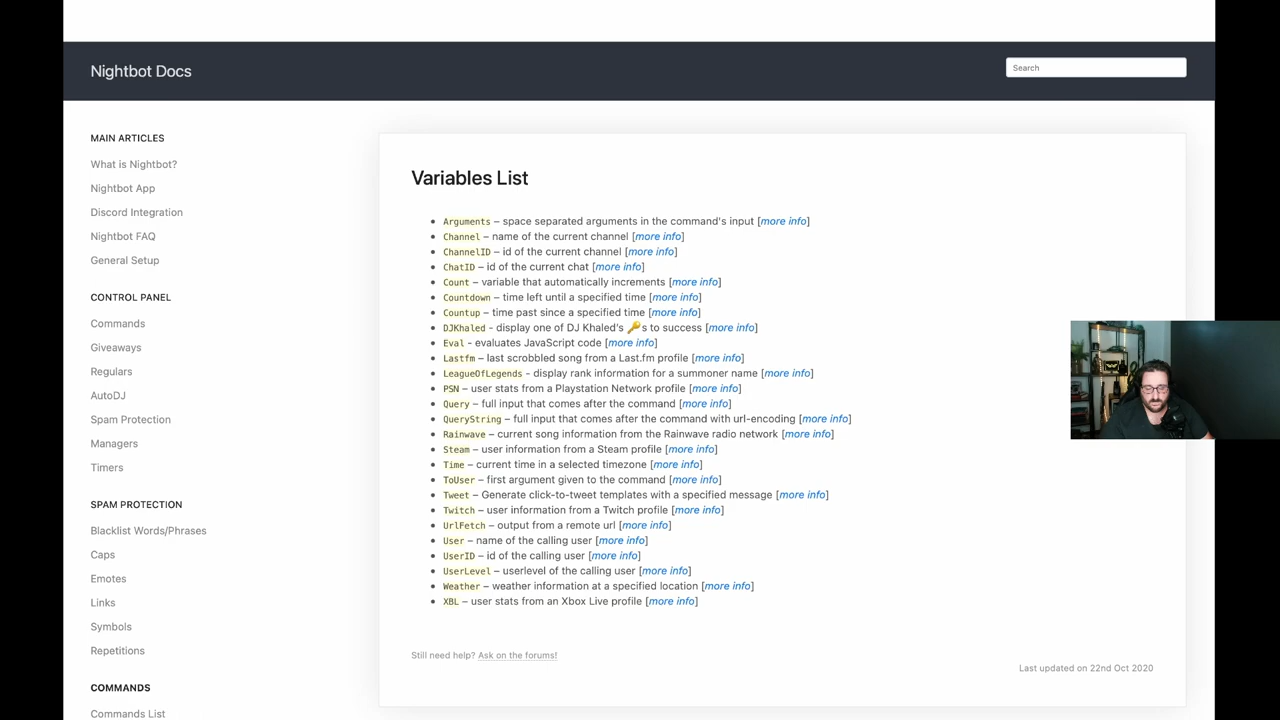 Nightbot Docs
Search
MAIN ARTICLES
What is Nightbot?
Nightbot App
Discord Integration
Nightbot FAQ
General Setup
CONTROL PANEL
Commands
Giveaways
Regulars
AutoDJ
Spam Protection
Managers
Timers
SPAM PROTECTION
Blacklist Words/Phrases
Caps
Emotes
Links
Symbols
Repetitions
COMMANDS
Commands List
Variables List
Arguments – space separated arguments in the command's input [more info]
Channel – name of the current channel [more info]
ChannelID – id of the current channel [more info]
ChatID – id of the current chat [more info]
Count – variable that automatically increments [more info]
Countdown – time left until a specified time [more info]
Countup – time past since a specified time [more info]
DJKhaled - display one of DJ Khaled's 🔑s to success [more info]
Eval - evaluates JavaScript code [more info]
Lastfm – last scrobbled song from a Last.fm profile [more info]
LeagueOfLegends - display rank information for a summoner name [more info]
PSN – user stats from a Playstation Network profile [more info]
Query – full input that comes after the command [more info]
QueryString – full input that comes after the command with url-encoding [more info]
Rainwave – current song information from the Rainwave radio network [more info]
Steam – user information from a Steam profile [more info]
Time – current time in a selected timezone [more info]
ToUser – first argument given to the command [more info]
Tweet – Generate click-to-tweet templates with a specified message [more info]
Twitch – user information from a Twitch profile [more info]
UrlFetch – output from a remote url [more info]
User – name of the calling user [more info]
UserID – id of the calling user [more info]
UserLevel – userlevel of the calling user [more info]
Weather – weather information at a specified location [more info]
XBL – user stats from an Xbox Live profile [more info]
Still need help? Ask on the forums!
Last updated on 22nd Oct 2020